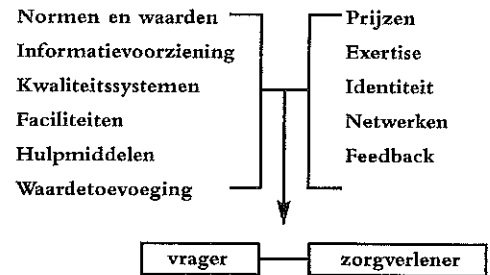 Normen en waarden
Informatievoorziening
Kwaliteitssystemen
Faciliteiten
Hulpmiddelen
Waardetoevoeging
Prijzen
Exertise
Identiteit
Netwerken
Feedback
vrager
zorgverlener